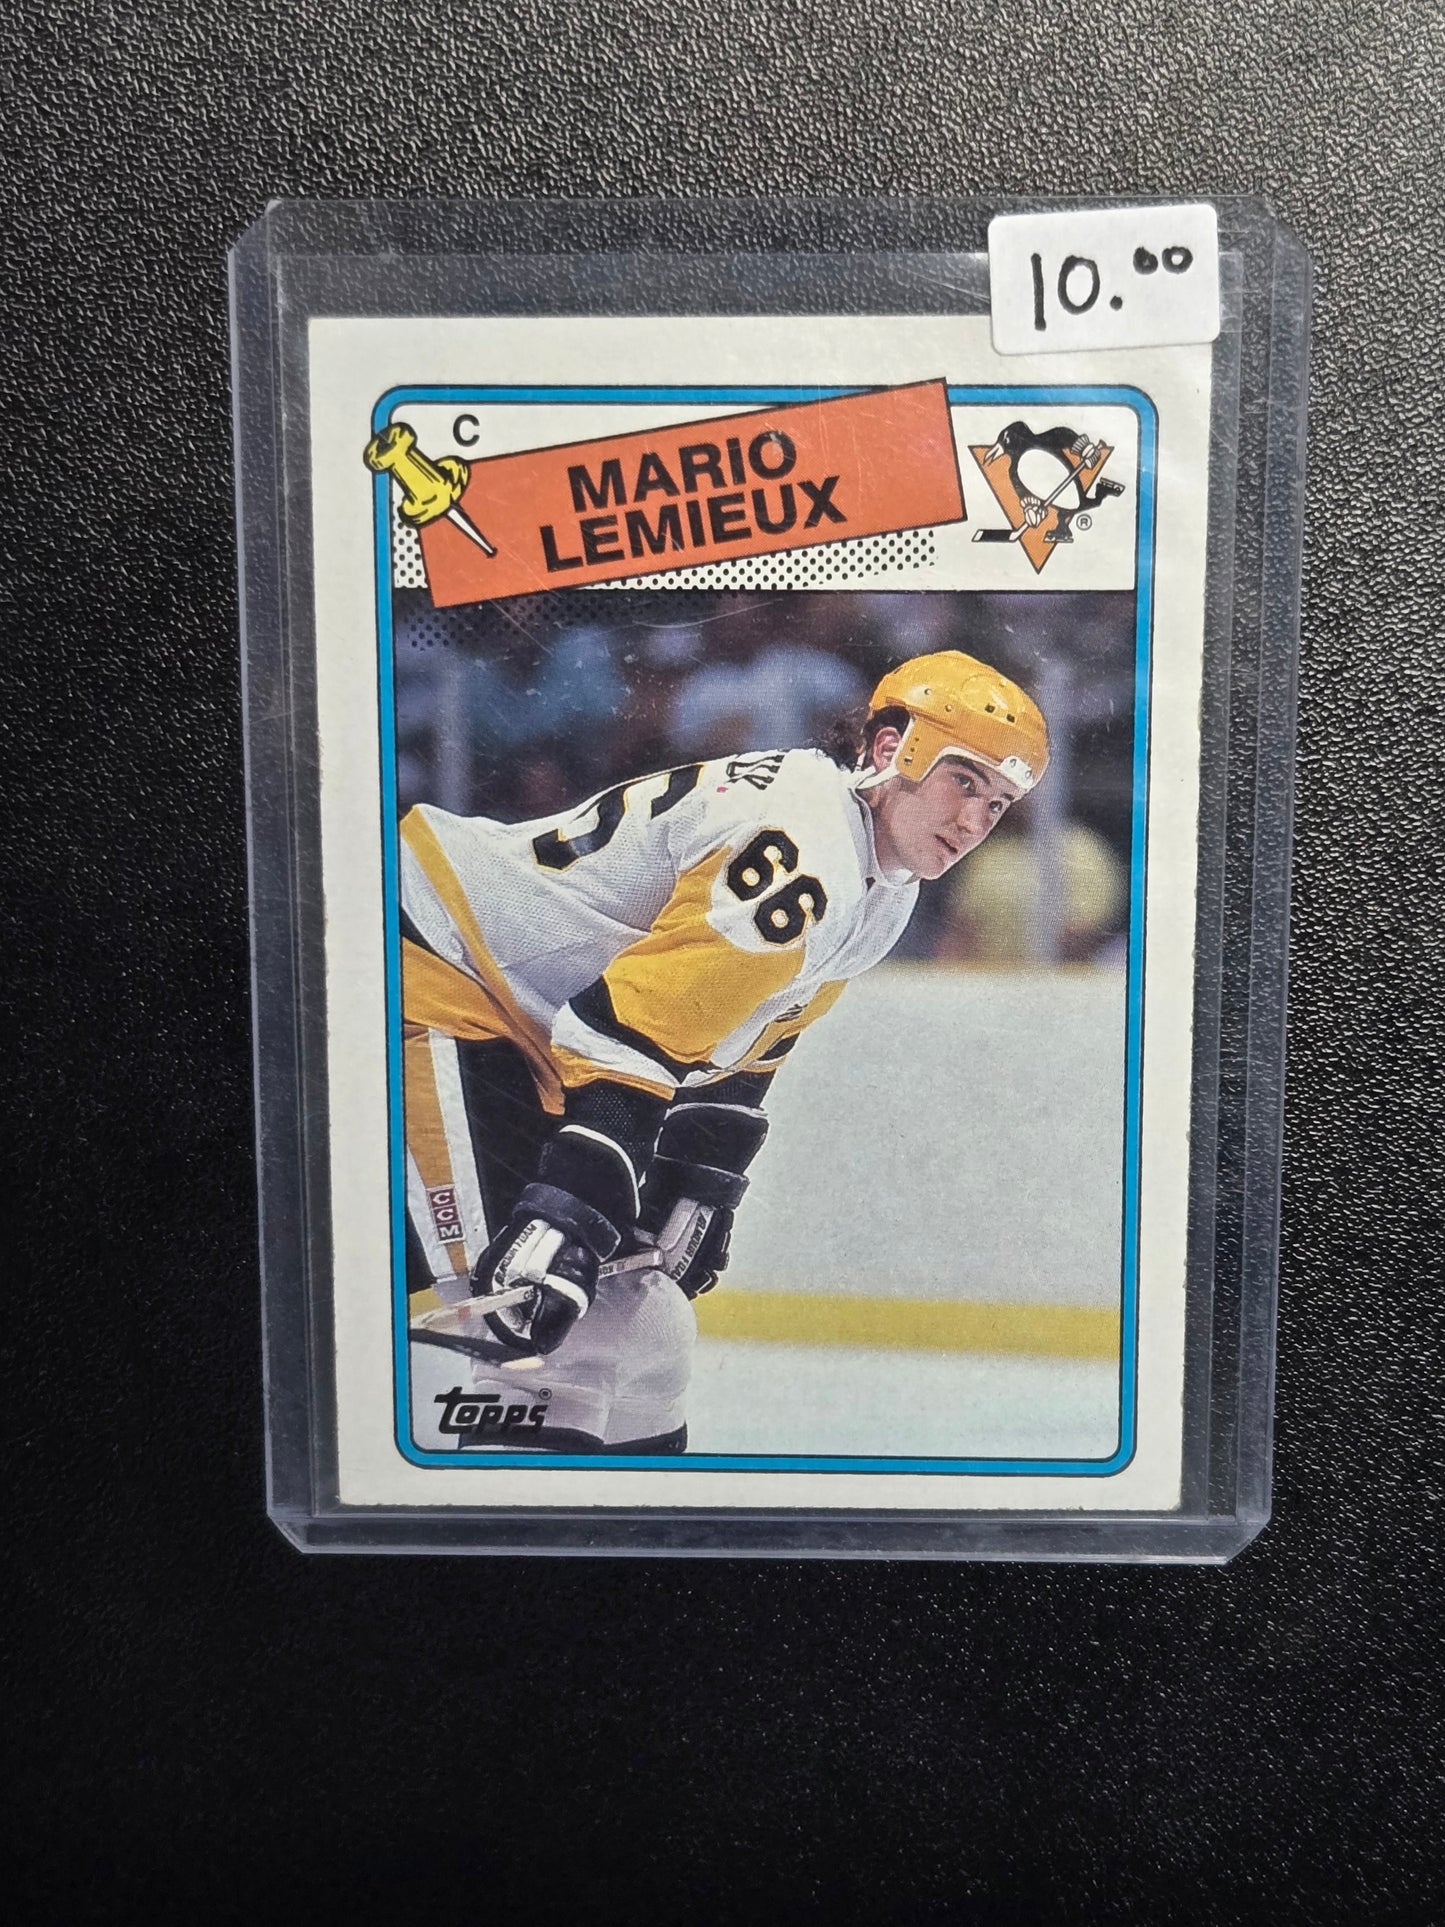 10.00
C
MARIO
LEMIEUX
®
66
CCM
topps®